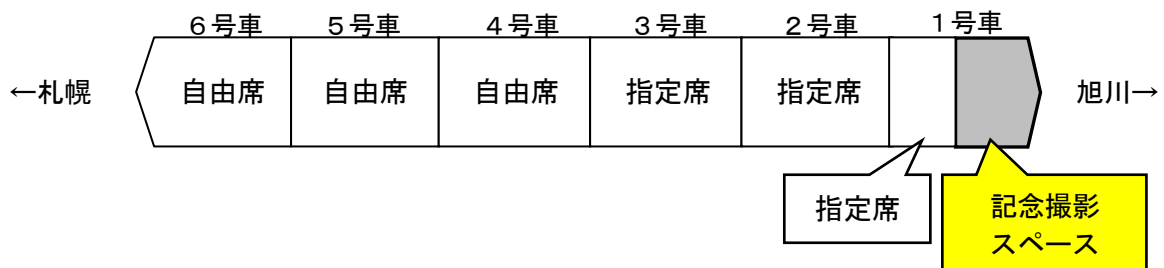 6号車 5号車 4号車 3号車 2号車 1号車
←札幌 自由席 自由席 自由席 指定席 指定席 旭川→
指定席
記念撮影
スペース